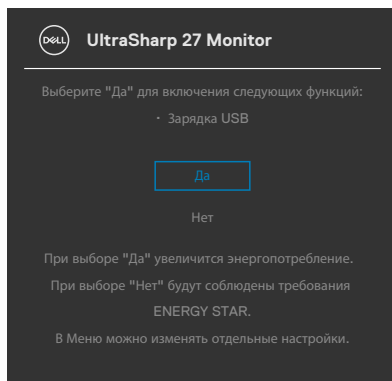 DELL UltraSharp 27 Monitor
Выберите "Да" для включения следующих функций:
· Зарядка USB
Да
Нет
При выборе "Да" увеличится энергопотребление.
При выборе "Нет" будут соблюдены требования
ENERGY STAR.
В Меню можно изменять отдельные настройки.